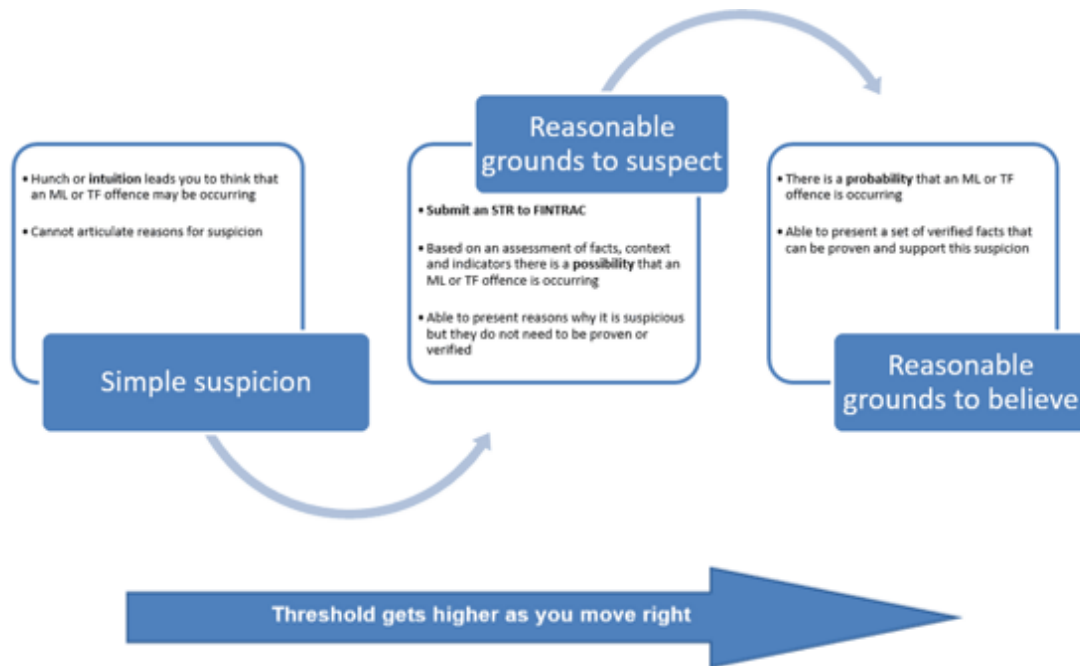 • Hunch or intuition leads you to think that
an ML or TF offence may be occurring
• Cannot articulate reasons for suspicion
Simple suspicion
Reasonable
grounds to suspect
• Submit an STR to FINTRAC
• Based on an assessment of facts, context
and indicators there is a possibility that an
ML or TF offence is occurring
• Able to present reasons why it is suspicious
but they do not need to be proven or
verified
• There is a probability that an ML or TF
offence is occurring
• Able to present a set of verified facts that
can be proven and support this suspicion
Reasonable
grounds to believe
Threshold gets higher as you move right